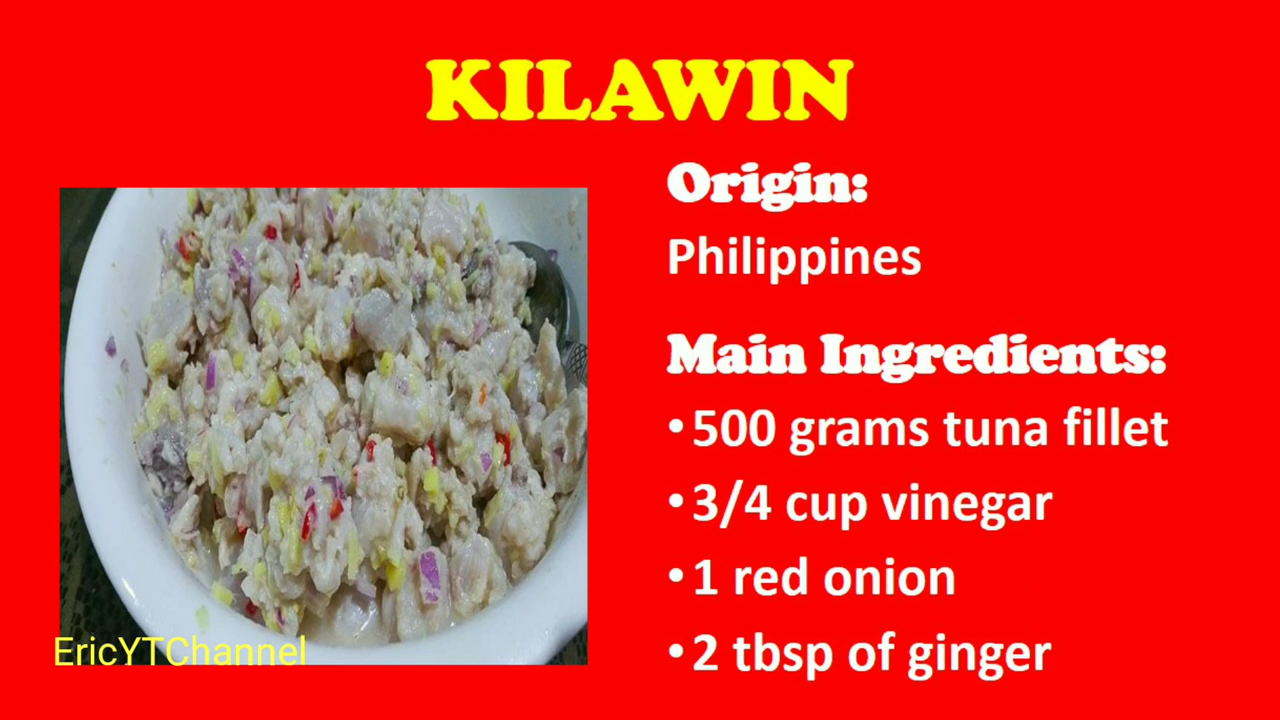 KILAWIN
Origin:
Philippines
Main Ingredients:
•500 grams tuna fillet
•3/4 cup vinegar
•1 red onion
•2 tbsp of ginger
EricYTChannel